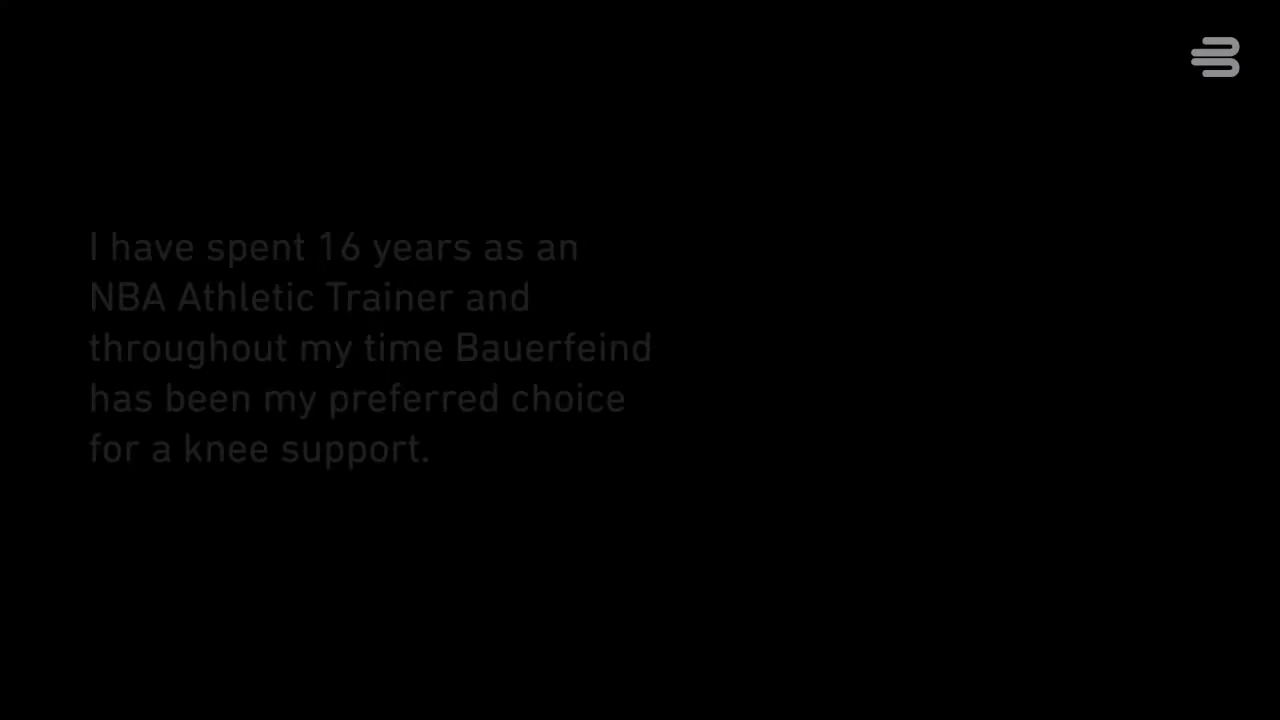 I have spent 16 years as an
NBA Athletic Trainer and
throughout my time Bauerfeind
has been my preferred choice
for a knee support.